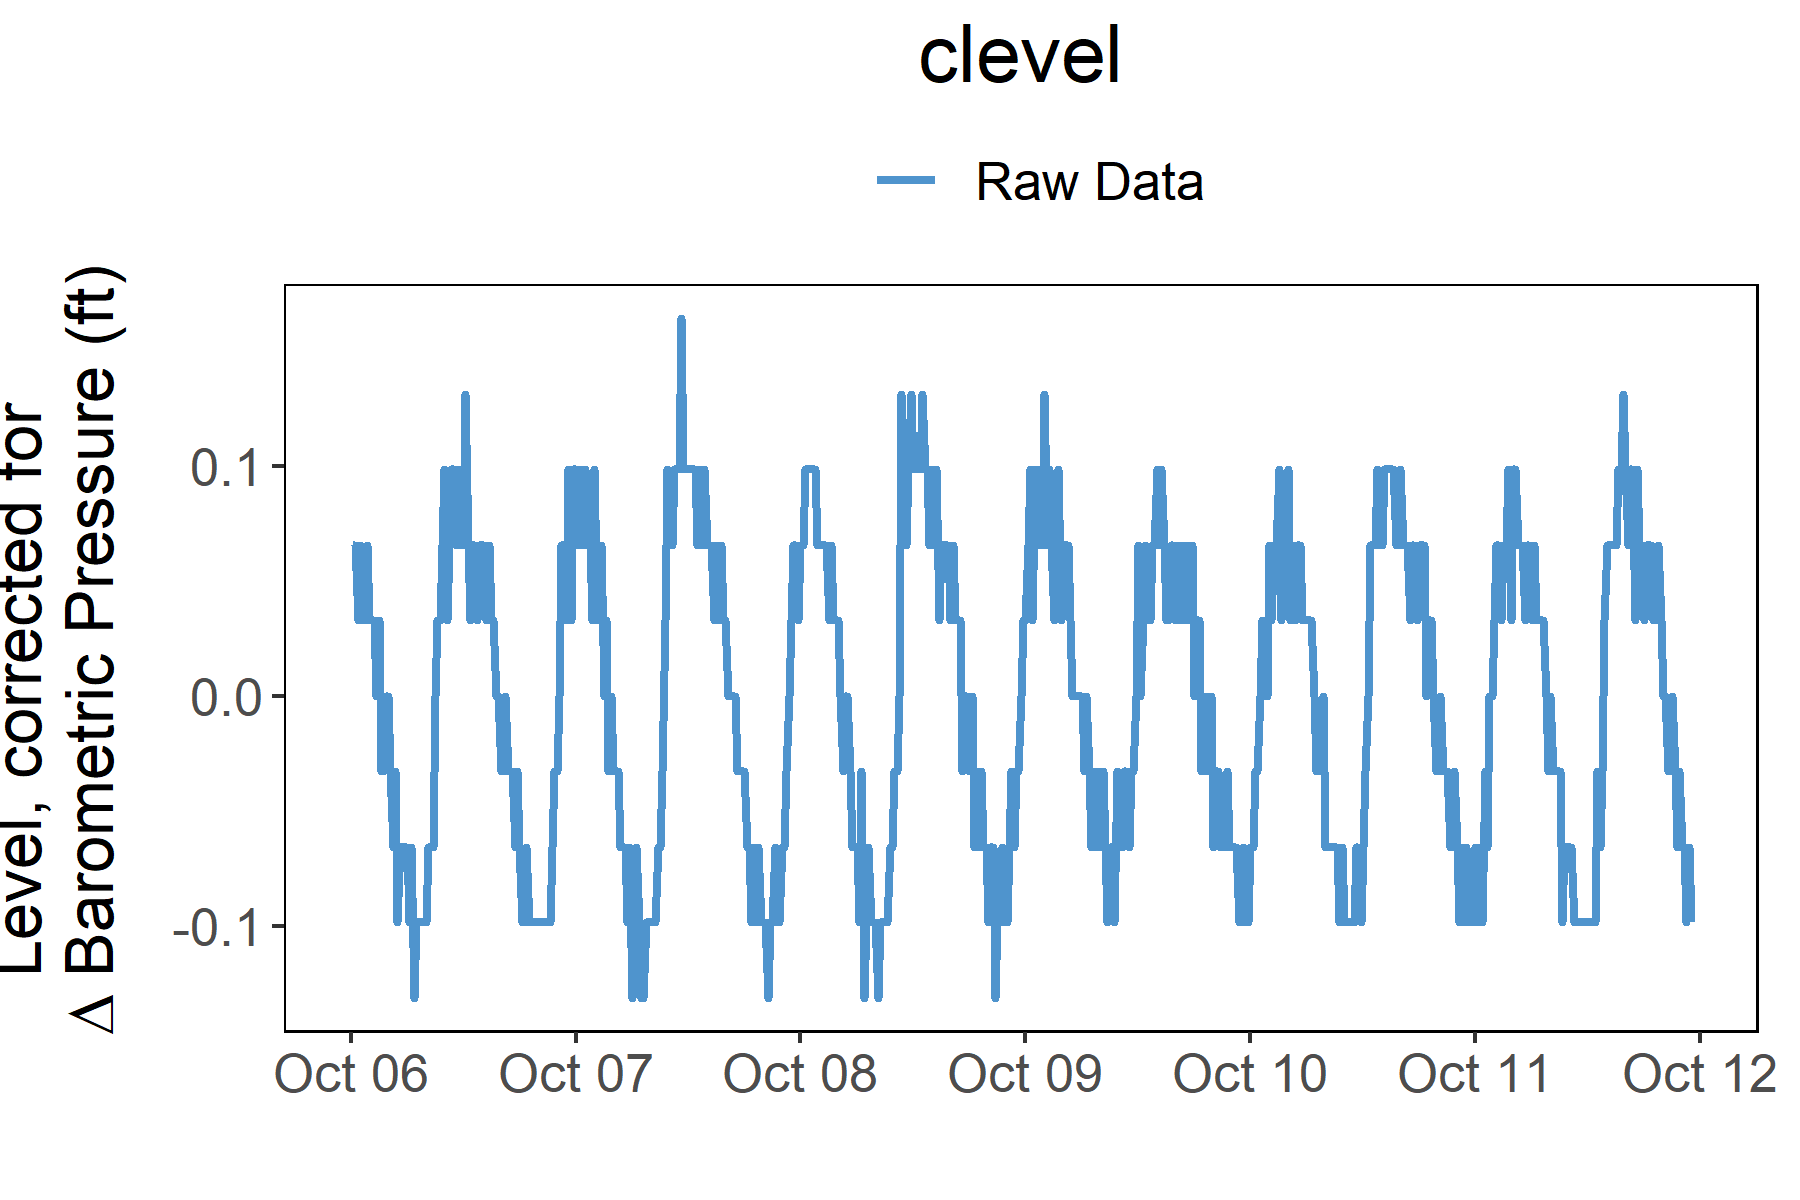 clevel
Raw Data
Level, corrected for
Δ Barometric Pressure (ft)
0.1
0.0
-0.1
Oct 06
Oct 07
Oct 08
Oct 09
Oct 10
Oct 11
Oct 12